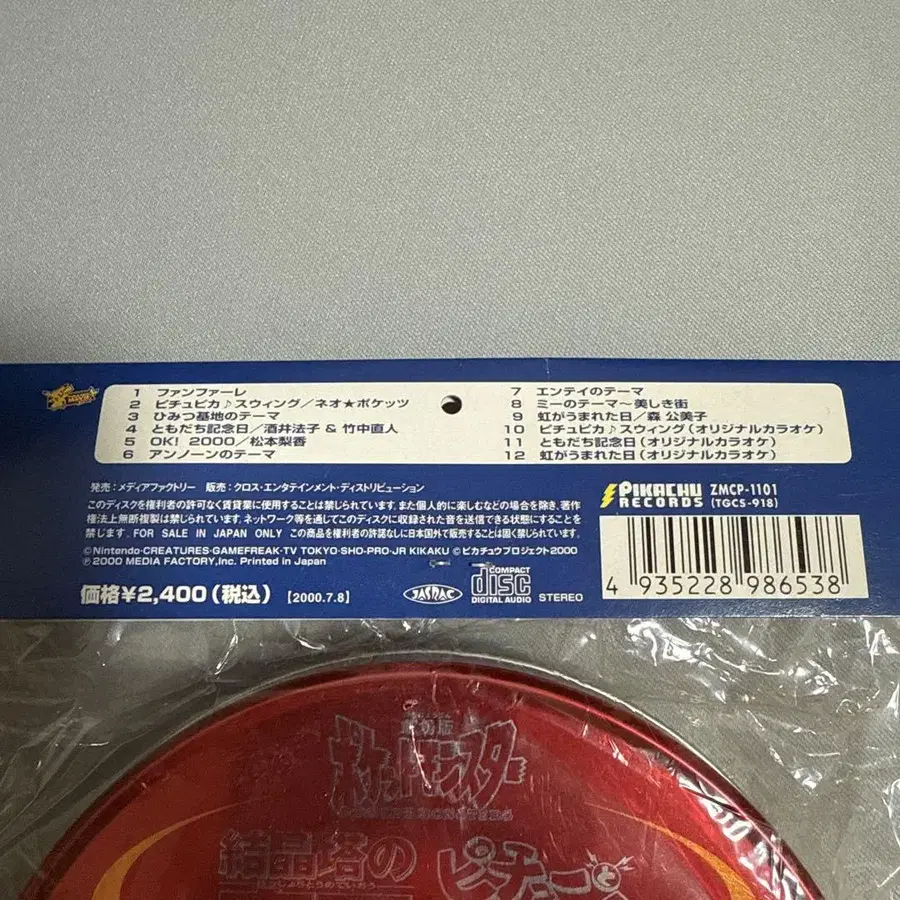 1 ファンファーレ
2 ピチュピカ♪スウィング／ネオ★ポケッツ
3 ひみつ基地のテーマ
4 ともだち記念日／酒井法子 & 竹中直人
5 OK! 2000／松本梨香
6 アンノーンのテーマ
7 エンテイのテーマ
8 ミーのテーマ～美しき街
9 虹がうまれた日／森 公美子
10 ピチュピカ♪スウィング(オリジナルカラオケ)
11 ともだち記念日(オリジナルカラオケ)
12 虹がうまれた日(オリジナルカラオケ)
発売：メディアファクトリー 販売：クロス・エンタテインメント・ディストリビューション
このディスクを権利者の許可なく賃貸業に使用することは禁じられています。また個人的に楽しむなどの場合を除き、著作
権法上無断複製は禁じられています。ネットワーク等を通じてこのディスクに収録された音を送信できる状態にすることを
禁じます。FOR SALE IN JAPAN ONLY この商品を権利者の許諾なしに日本国外で販売することは固く禁じられています。
©Nintendo・CREATURES・GAMEFREAK・TV TOKYO・SHO-PRO・JR KIKAKU ©ピカチュウプロジェクト2000
℗2000 MEDIA FACTORY,Inc. Printed in Japan
価格¥2,400(税込) 【2000.7.8】
JASRAC
COMPACT
disc
DIGITAL AUDIO
STEREO
PIKACHU
RECORDS
ZMCP-1101
(TGCS-918)
4 935228 986538
劇場版
ポケットモンスター
POCKET MONSTERS
結晶塔の
ピチューと